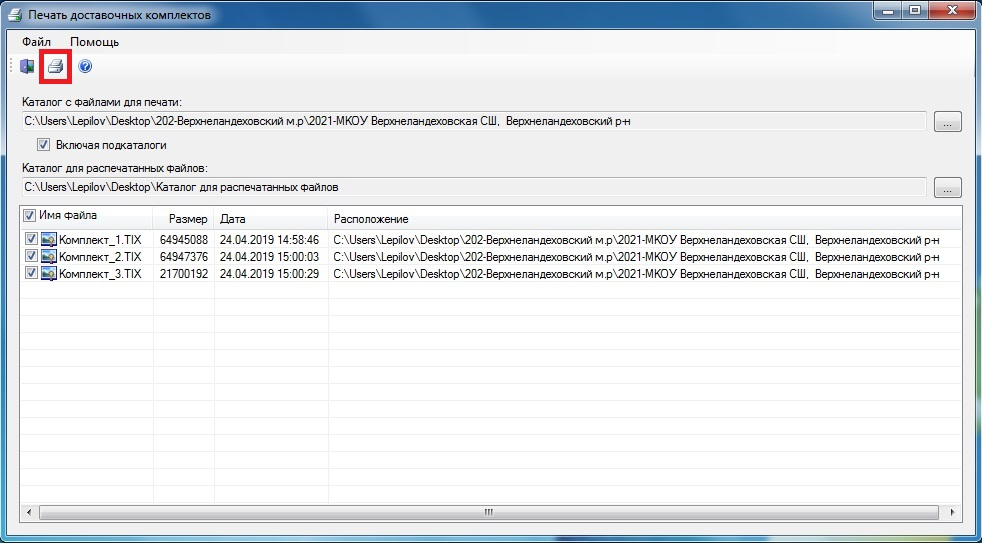 Печать доставочных комплектов
Файл Помощь
Каталог с файлами для печати:
C:\Users\Lepilov\Desktop\202-Верхнеландеховский м.р\2021-МКОУ Верхнеландеховская СШ, Верхнеландеховский р-н
...
Включая подкаталоги
Каталог для распечатанных файлов:
C:\Users\Lepilov\Desktop\Каталог для распечатанных файлов
...
Имя файла Размер Дата Расположение
Комплект_1.TIX 64945088 24.04.2019 14:58:46 C:\Users\Lepilov\Desktop\202-Верхнеландеховский м.р\2021-МКОУ Верхнеландеховская СШ, Верхнеландеховский р-н
Комплект_2.TIX 64947376 24.04.2019 15:00:03 C:\Users\Lepilov\Desktop\202-Верхнеландеховский м.р\2021-МКОУ Верхнеландеховская СШ, Верхнеландеховский р-н
Комплект_3.TIX 21700192 24.04.2019 15:00:29 C:\Users\Lepilov\Desktop\202-Верхнеландеховский м.р\2021-МКОУ Верхнеландеховская СШ, Верхнеландеховский р-н